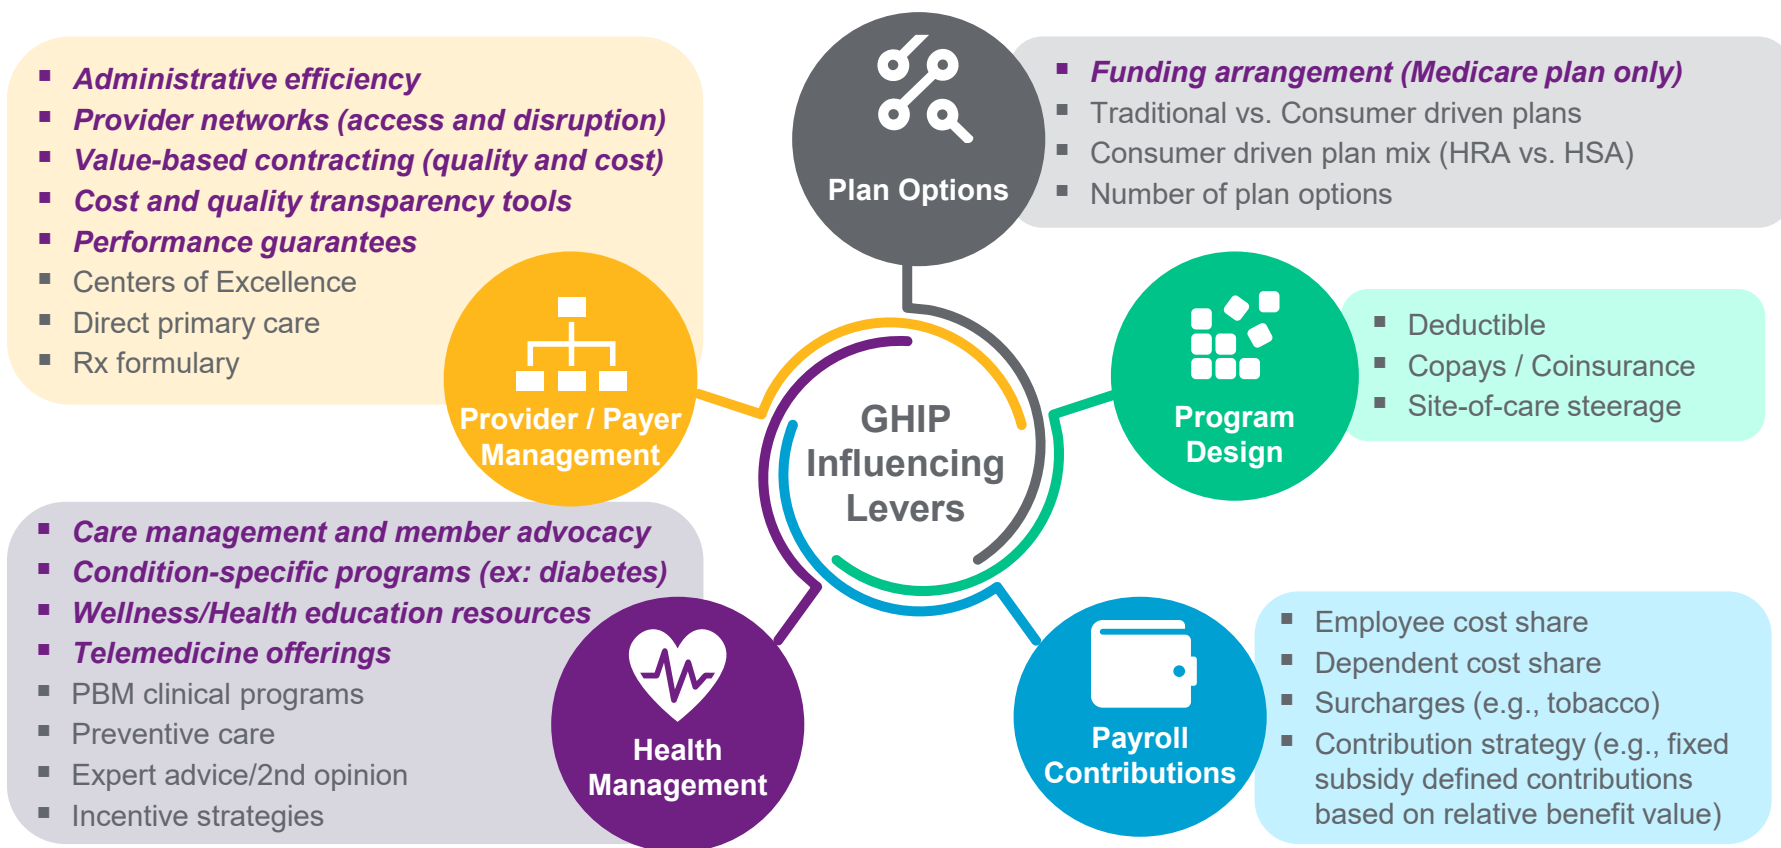 Administrative efficiency
Provider networks (access and disruption)
Value-based contracting (quality and cost)
Cost and quality transparency tools
Performance guarantees
Centers of Excellence
Direct primary care
Rx formulary
Provider / Payer
Management
Plan Options
Funding arrangement (Medicare plan only)
Traditional vs. Consumer driven plans
Consumer driven plan mix (HRA vs. HSA)
Number of plan options
GHIP
Influencing
Levers
Program
Design
Deductible
Copays / Coinsurance
Site-of-care steerage
Care management and member advocacy
Condition-specific programs (ex: diabetes)
Wellness/Health education resources
Telemedicine offerings
PBM clinical programs
Preventive care
Expert advice/2nd opinion
Incentive strategies
Health
Management
Payroll
Contributions
Employee cost share
Dependent cost share
Surcharges (e.g., tobacco)
Contribution strategy (e.g., fixed
subsidy defined contributions
based on relative benefit value)